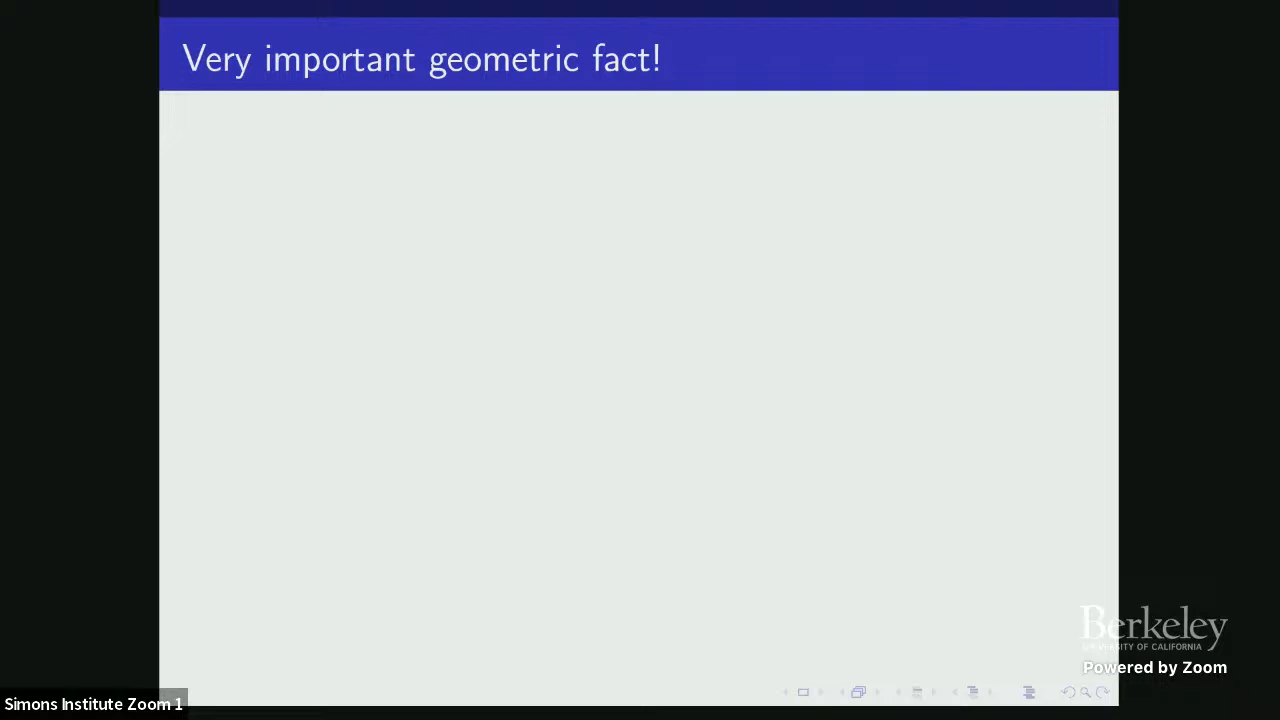 Very important geometric fact!
Berkeley
UNIVERSITY OF CALIFORNIA
Powered by Zoom
Simons Institute Zoom 1